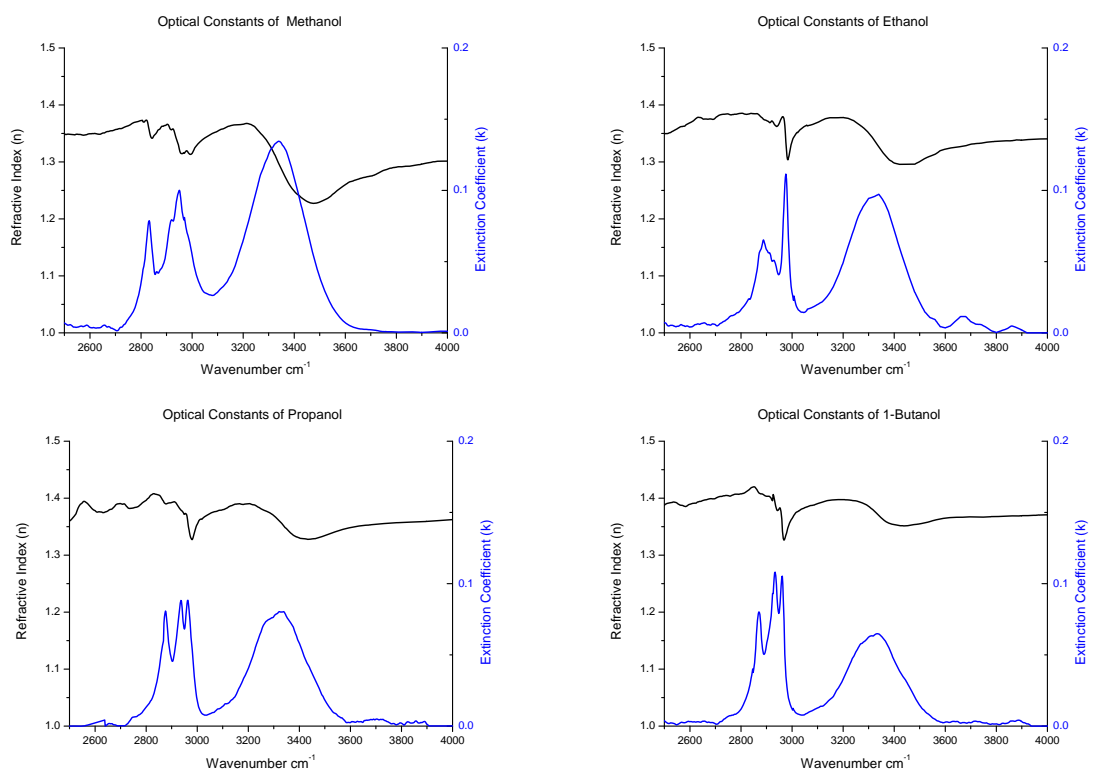 Optical Constants of Methanol
1.5
1.4
1.3
1.2
1.1
1.0
Refractive Index (n)
0.2
0.1
0.0
Extinction Coefficient (k)
2600 2800 3000 3200 3400 3600 3800 4000
Wavenumber cm-1
Optical Constants of Ethanol
1.5
1.4
1.3
1.2
1.1
1.0
Refractive Index (n)
0.2
0.1
0.0
Extinction Coefficient (k)
2600 2800 3000 3200 3400 3600 3800 4000
Wavenumber cm-1
Optical Constants of Propanol
1.5
1.4
1.3
1.2
1.1
1.0
Refractive Index (n)
0.2
0.1
0.0
Extinction Coefficient (k)
2600 2800 3000 3200 3400 3600 3800 4000
Wavenumber cm-1
Optical Constants of 1-Butanol
1.5
1.4
1.3
1.2
1.1
1.0
Refractive Index (n)
0.2
0.1
0.0
Extinction Coefficient (k)
2600 2800 3000 3200 3400 3600 3800 4000
Wavenumber cm-1